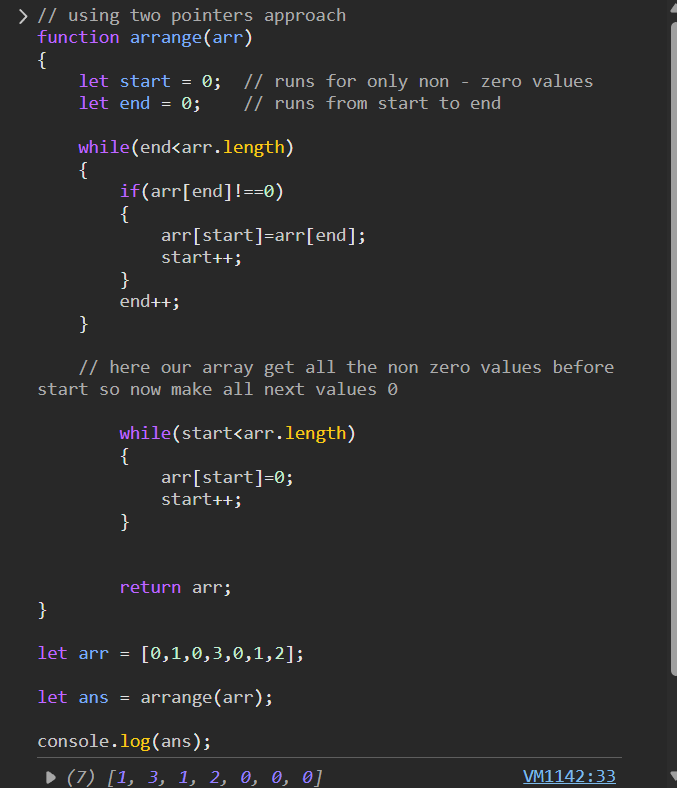 // using two pointers approach
function arrange(arr)
{
    let start = 0;  // runs for only non - zero values
    let end = 0;    // runs from start to end
    while(end<arr.length)
    {
        if(arr[end]!==0)
        {
            arr[start]=arr[end];
            start++;
        }
        end++;
    }
    // here our array get all the non zero values before
start so now make all next values 0
        while(start<arr.length)
        {
            arr[start]=0;
            start++;
        }
        return arr;
}
let arr = [0,1,0,3,0,1,2];
let ans = arrange(arr);
console.log(ans);
(7) [1, 3, 1, 2, 0, 0, 0] VM1142:33